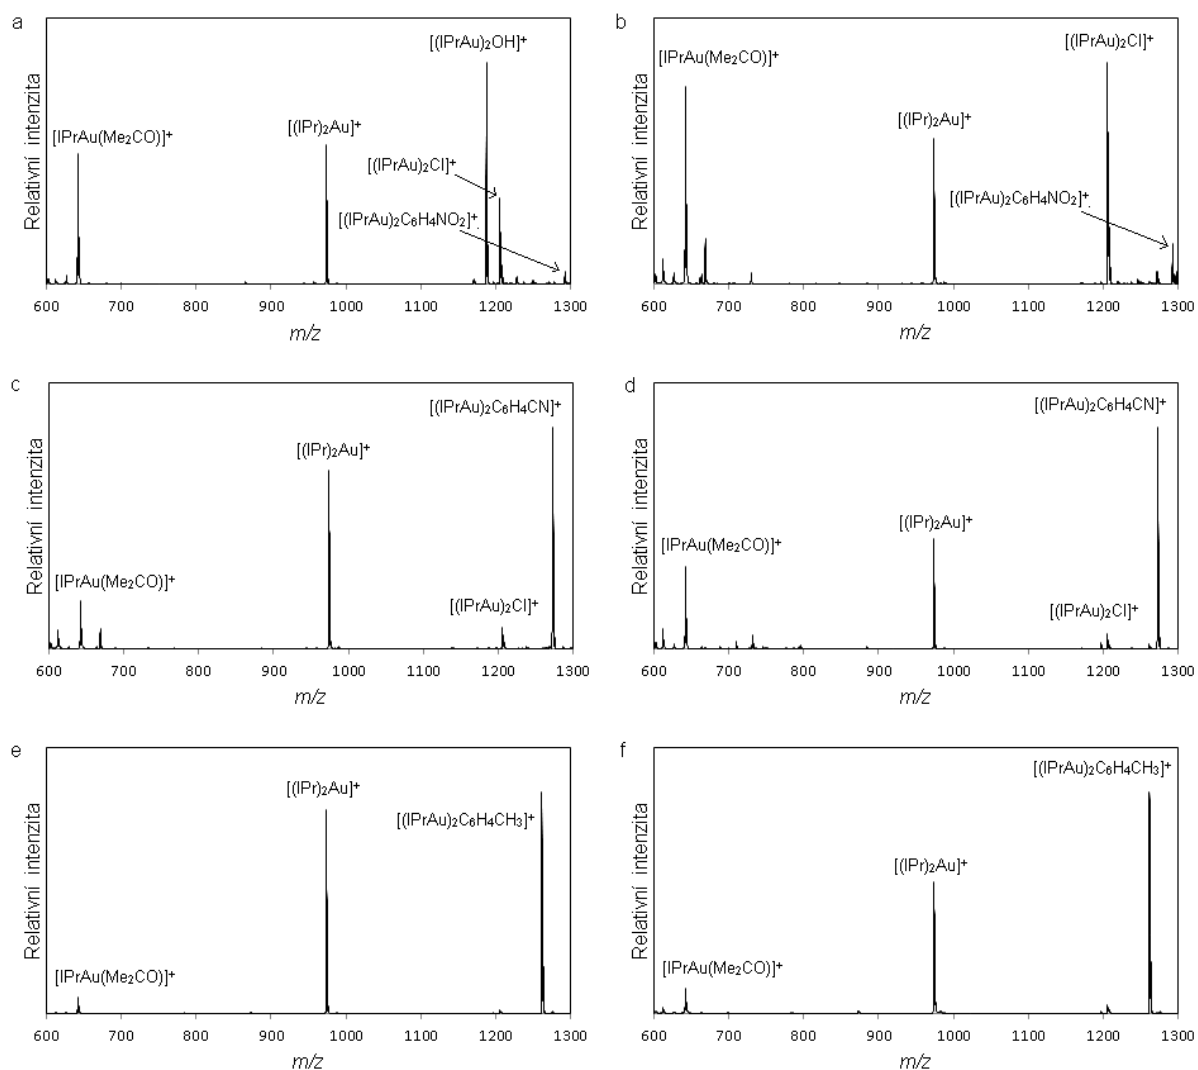 a
Relativní intenzita
[IPrAu(Me₂CO)]⁺
[(IPr)₂Au]⁺
[(IPrAu)₂OH]⁺
[(IPrAu)₂Cl]⁺
[(IPrAu)₂C₆H₄NO₂]⁺
600 700 800 900 1000 1100 1200 1300
m/z
b
Relativní intenzita
[IPrAu(Me₂CO)]⁺
[(IPr)₂Au]⁺
[(IPrAu)₂Cl]⁺
[(IPrAu)₂C₆H₄NO₂]⁺
600 700 800 900 1000 1100 1200 1300
m/z
c
Relativní intenzita
[(IPrAu)₂C₆H₄CN]⁺
[(IPr)₂Au]⁺
[IPrAu(Me₂CO)]⁺
[(IPrAu)₂Cl]⁺
600 700 800 900 1000 1100 1200 1300
m/z
d
Relativní intenzita
[(IPrAu)₂C₆H₄CN]⁺
[(IPr)₂Au]⁺
[IPrAu(Me₂CO)]⁺
[(IPrAu)₂Cl]⁺
600 700 800 900 1000 1100 1200 1300
m/z
e
Relativní intenzita
[(IPr)₂Au]⁺
[(IPrAu)₂C₆H₄CH₃]⁺
[IPrAu(Me₂CO)]⁺
600 700 800 900 1000 1100 1200 1300
m/z
f
Relativní intenzita
[(IPrAu)₂C₆H₄CH₃]⁺
[(IPr)₂Au]⁺
[IPrAu(Me₂CO)]⁺
600 700 800 900 1000 1100 1200 1300
m/z